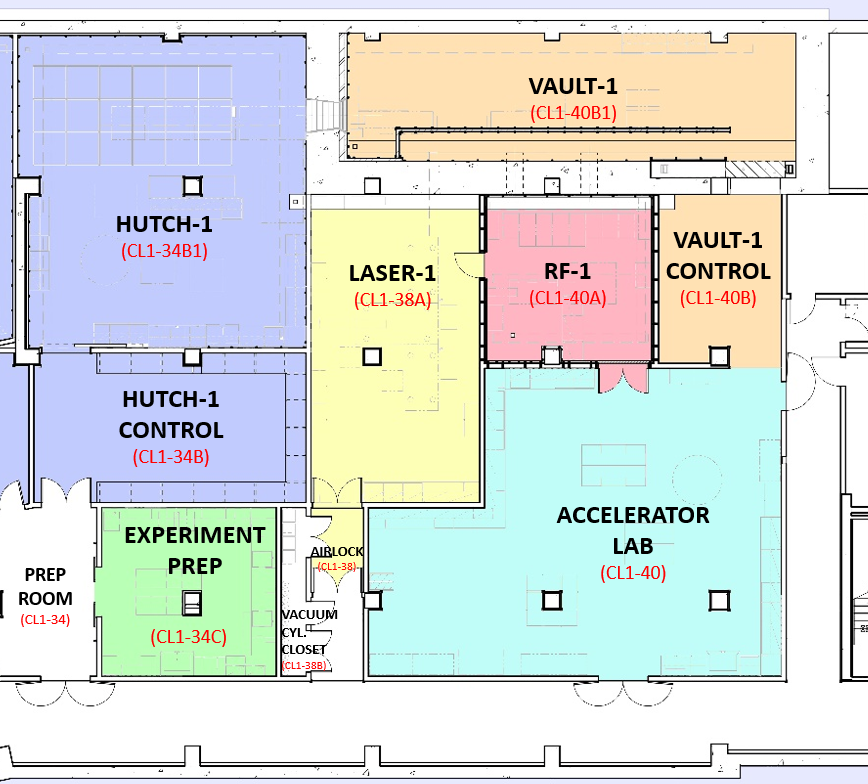 VAULT-1
(CL1-40B1)
HUTCH-1
(CL1-34B1)
LASER-1
(CL1-38A)
RF-1
(CL1-40A)
VAULT-1
CONTROL
(CL1-40B)
HUTCH-1
CONTROL
(CL1-34B)
EXPERIMENT
PREP
(CL1-34C)
AIRLOCK
(CL1-38)
ACCELERATOR
LAB
(CL1-40)
PREP
ROOM
(CL1-34)
VACUUM
CYL.
CLOSET
(CL1-38B)